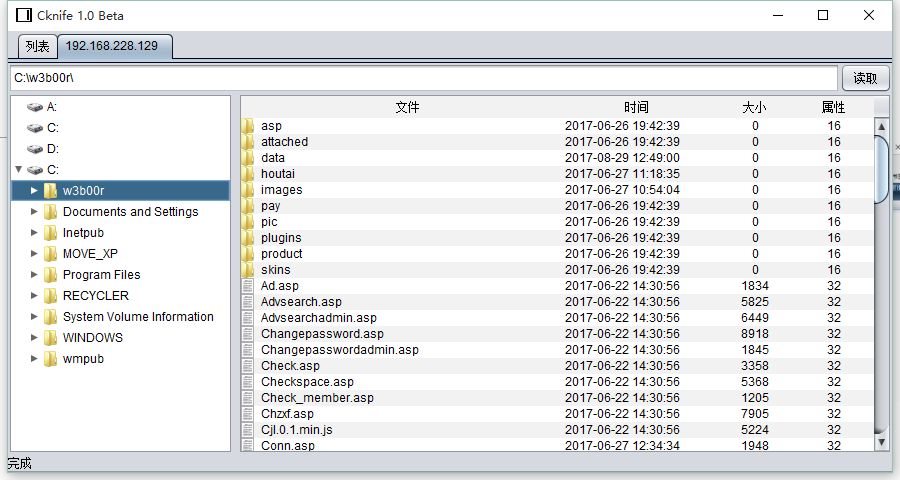 Cknife 1.0 Beta
列表 192.168.228.129
C:\w3b00r\ 读取
A:
C:
D:
C:
w3b00r
Documents and Settings
Inetpub
MOVE_XP
Program Files
RECYCLER
System Volume Information
WINDOWS
wmpub
文件 时间 大小 属性
asp 2017-06-26 19:42:39 0 16
attached 2017-06-26 19:42:39 0 16
data 2017-08-29 12:49:00 0 16
houtai 2017-06-27 11:18:35 0 16
images 2017-06-27 10:54:04 0 16
pay 2017-06-26 19:42:39 0 16
pic 2017-06-26 19:42:39 0 16
plugins 2017-06-26 19:42:39 0 16
product 2017-06-26 19:42:39 0 16
skins 2017-06-26 19:42:39 0 16
Ad.asp 2017-06-22 14:30:56 1834 32
Advsearch.asp 2017-06-22 14:30:56 5825 32
Advsearchadmin.asp 2017-06-22 14:30:56 6449 32
Changepassword.asp 2017-06-22 14:30:56 8918 32
Changepasswordadmin.asp 2017-06-22 14:30:56 1845 32
Check.asp 2017-06-22 14:30:56 3358 32
Checkspace.asp 2017-06-22 14:30:56 5368 32
Check_member.asp 2017-06-22 14:30:56 1205 32
Chzxf.asp 2017-06-22 14:30:56 7905 32
Cjl.0.1.min.js 2017-06-22 14:30:56 5224 32
Conn.asp 2017-06-27 12:34:34 1948 32
完成